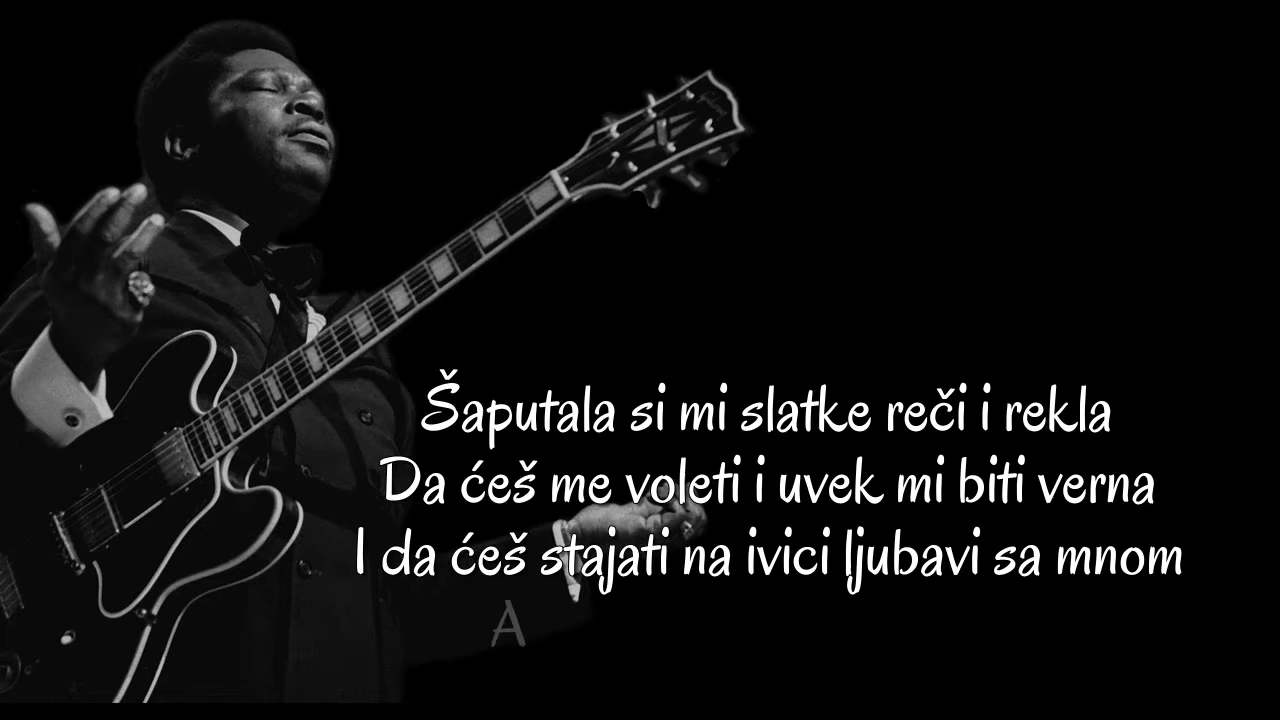 Šaputala si mi slatke reči i rekla
Da ćeš me voleti i uvek mi biti verna
I da ćeš stajati na ivici ljubavi sa mnom
A